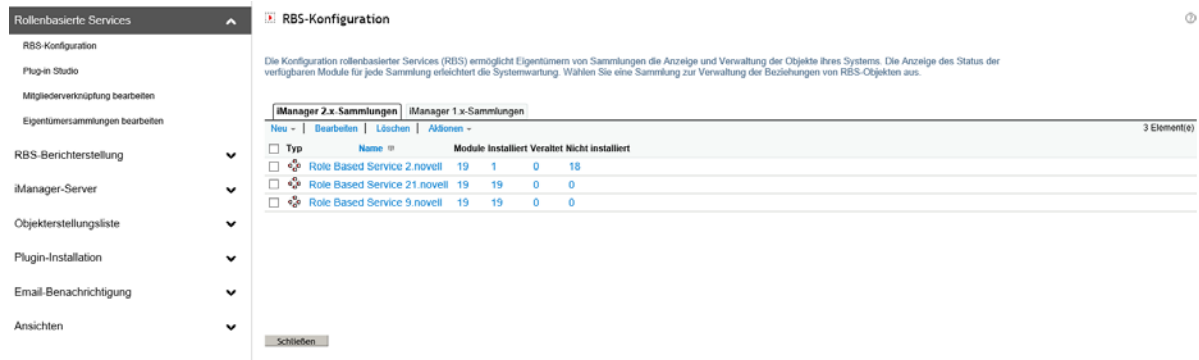 Rollenbasierte Services
RBS-Konfiguration
Plug-in Studio
Mitgliederverknüpfung bearbeiten
Eigentümersammlungen bearbeiten
RBS-Berichterstellung
iManager-Server
Objekterstellungsliste
Plugin-Installation
Email-Benachrichtigung
Ansichten
RBS-Konfiguration
Die Konfiguration rollenbasierter Services (RBS) ermöglicht Eigentümern von Sammlungen die Anzeige und Verwaltung der Objekte ihres Systems. Die Anzeige des Status der
verfügbaren Module für jede Sammlung erleichtert die Systemwartung. Wählen Sie eine Sammlung zur Verwaltung der Beziehungen von RBS-Objekten aus.
iManager 2.x-Sammlungen iManager 1.x-Sammlungen
Neu Bearbeiten Löschen Aktionen 3 Element(e)
Typ Name Module Installiert Veraltet Nicht installiert
Role Based Service 2.novell 19 1 0 18
Role Based Service 21.novell 19 19 0 0
Role Based Service 9.novell 19 19 0 0
Schließen